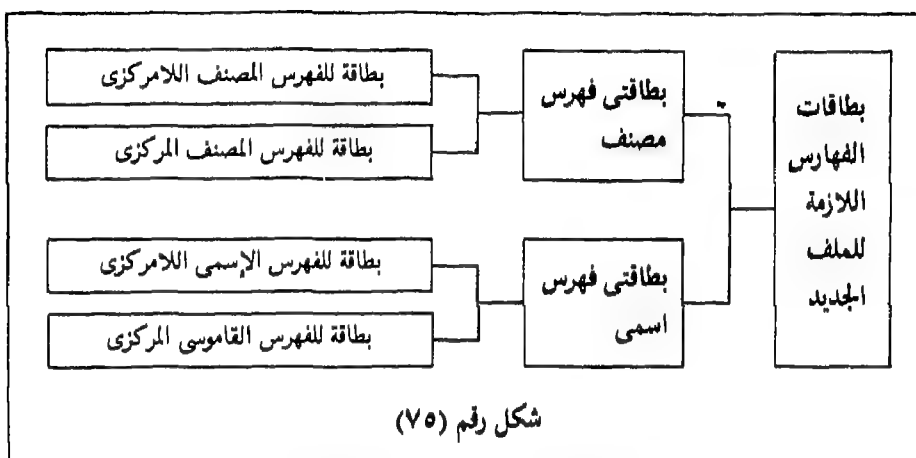 بطاقات
الفهارس
اللازمة
للملف
الجديد
بطاقتى فهرس
مصنف
بطاقة للفهرس المصنف اللامركزى
بطاقة للفهرس المصنف المركزى
بطاقتى فهرس
اسمى
بطاقة للفهرس الإسمى اللامركزى
بطاقة للفهرس القاموسى المركزى
شكل رقم (٧٥)